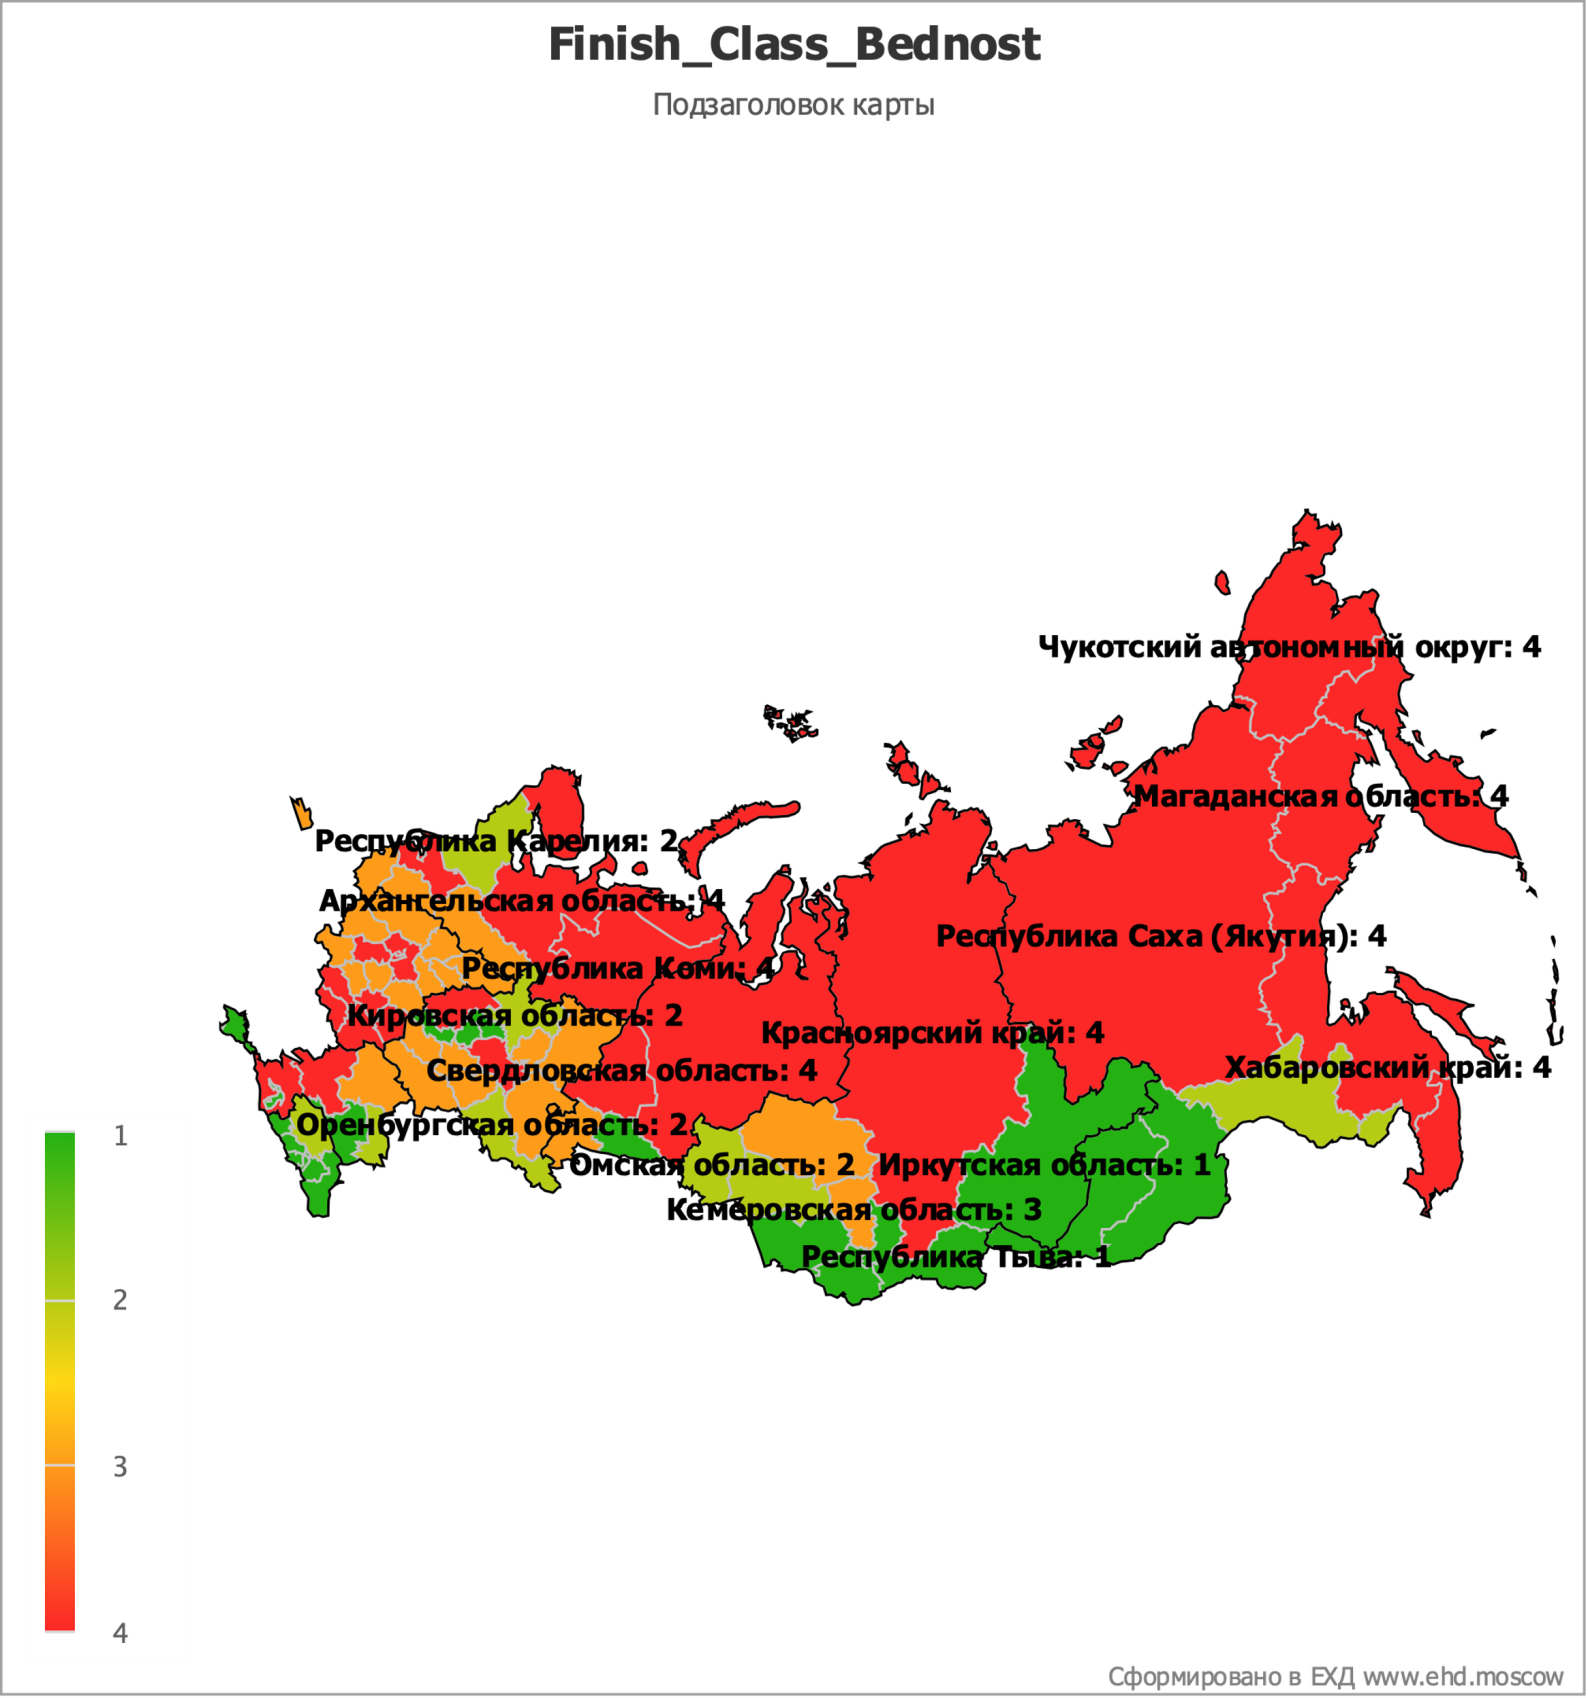 Finish_Class_Bednost
Подзаголовок карты
Чукотский автономный округ: 4
Магаданская область: 4
Республика Карелия: 2
Архангельская область: 4
Республика Саха (Якутия): 4
Республика Коми: 4
Кировская область: 2
Красноярский край: 4
Свердловская область: 4
Хабаровский край: 4
Оренбургская область: 2
1
Омская область: 2
Иркутская область: 1
Кемеровская область: 3
Республика Тыва: 1
2
3
4
Сформировано в ЕХД www.ehd.moscow